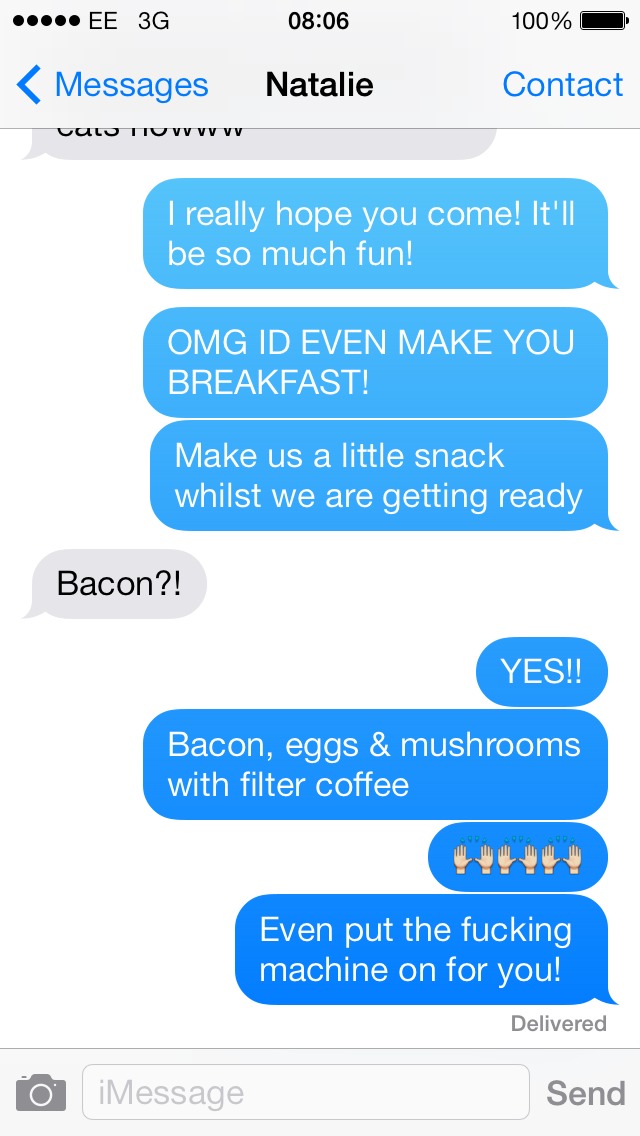 EE 3G 08:06 100%
Messages Natalie Contact
cats nowww
I really hope you come! It'll
be so much fun!
OMG ID EVEN MAKE YOU
BREAKFAST!
Make us a little snack
whilst we are getting ready
Bacon?!
YES!!
Bacon, eggs & mushrooms
with filter coffee
🙌🙌🙌
Even put the fucking
machine on for you!
Delivered
iMessage Send